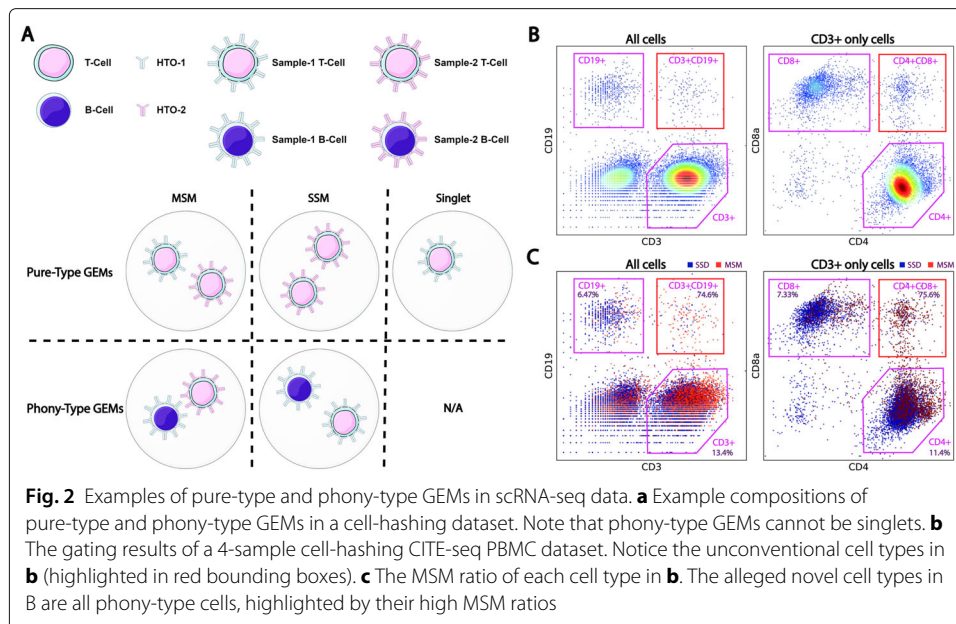 A
T-Cell
HTO-1
Sample-1 T-Cell
Sample-2 T-Cell
B-Cell
HTO-2
Sample-1 B-Cell
Sample-2 B-Cell
MSM
SSM
Singlet
Pure-Type GEMs
Phony-Type GEMs
N/A
B
All cells
CD3+ only cells
CD19+
CD3+CD19+
CD8+
CD4+CD8+
CD19
CD8a
CD3+
CD4+
CD3
CD4
C
All cells
SSD MSM
CD3+ only cells
SSD MSM
CD19+
6.47%
CD3+CD19+
74.6%
CD8+
7.33%
CD4+CD8+
75.6%
CD19
CD8a
CD3+
13.4%
CD4+
11.4%
CD3
CD4
Fig. 2 Examples of pure-type and phony-type GEMs in scRNA-seq data. a Example compositions of
pure-type and phony-type GEMs in a cell-hashing dataset. Note that phony-type GEMs cannot be singlets. b
The gating results of a 4-sample cell-hashing CITE-seq PBMC dataset. Notice the unconventional cell types in
b (highlighted in red bounding boxes). c The MSM ratio of each cell type in b. The alleged novel cell types in
B are all phony-type cells, highlighted by their high MSM ratios